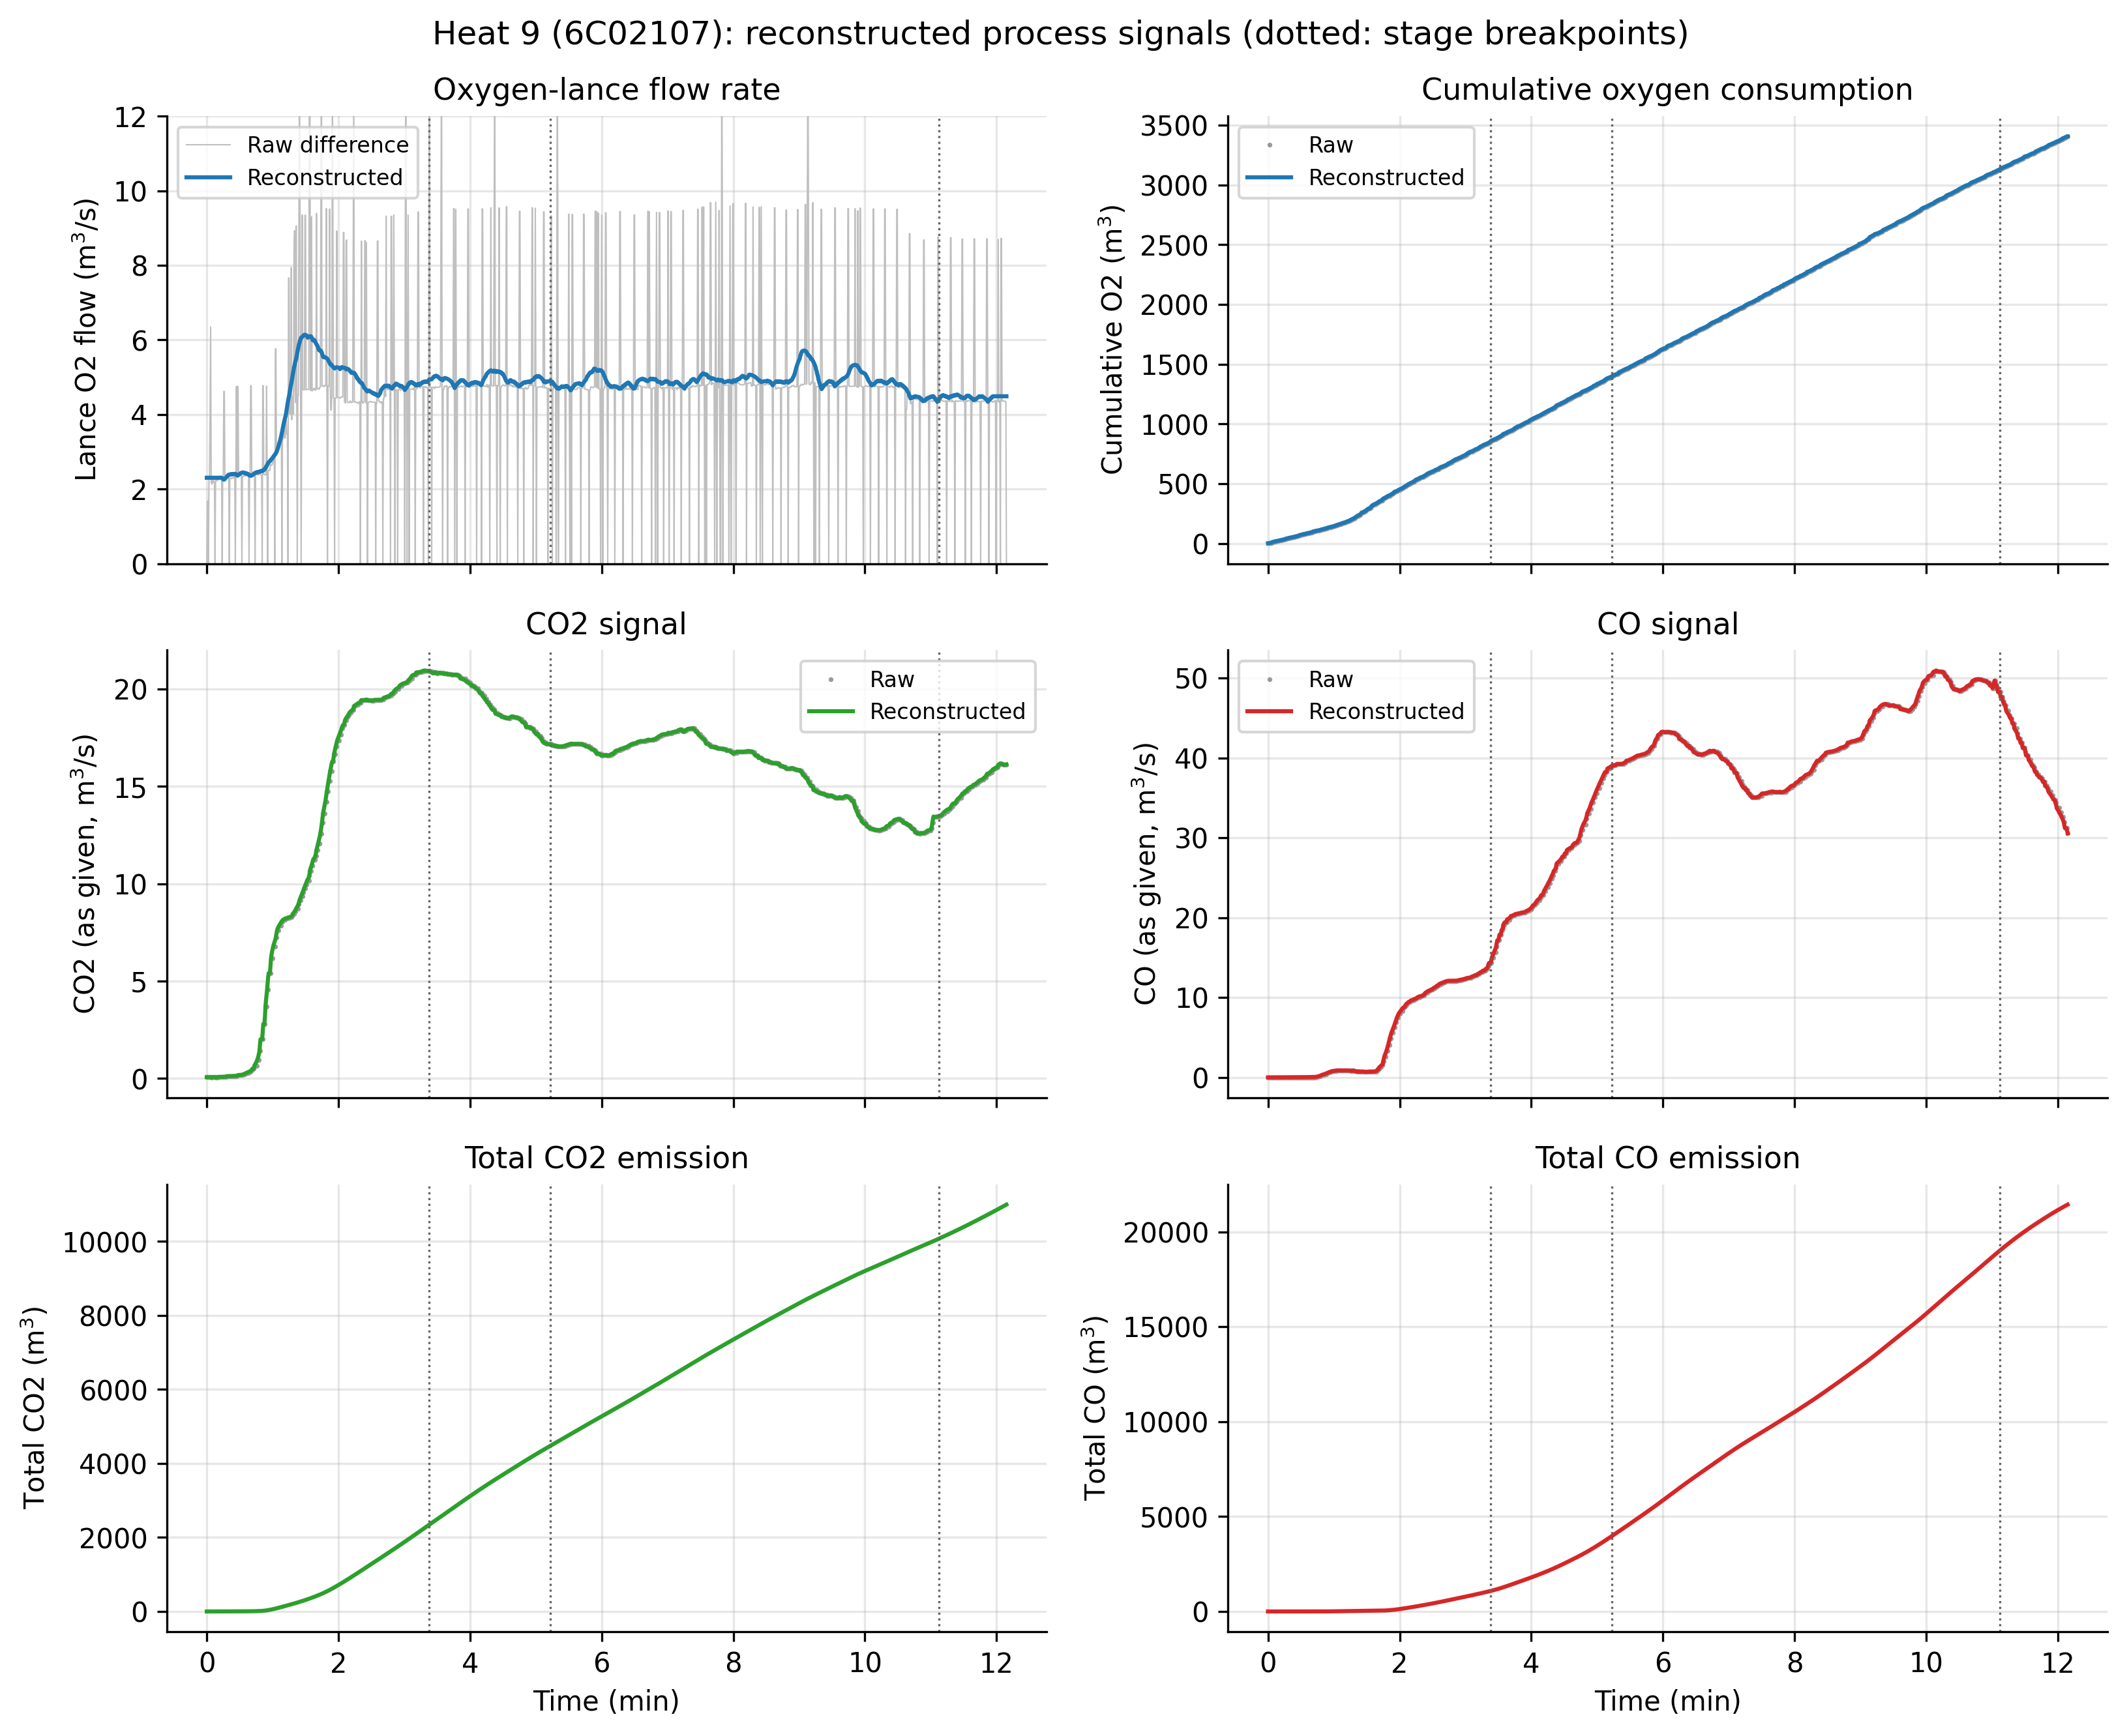 Heat 9 (6C02107): reconstructed process signals (dotted: stage breakpoints)
Oxygen-lance flow rate
Lance O2 flow (m³/s)
12
10
8
6
4
2
0
Raw difference
Reconstructed
Cumulative oxygen consumption
Cumulative O2 (m³)
3500
3000
2500
2000
1500
1000
500
0
Raw
Reconstructed
CO2 signal
CO2 (as given, m³/s)
20
15
10
5
0
Raw
Reconstructed
CO signal
CO (as given, m³/s)
50
40
30
20
10
0
Raw
Reconstructed
Total CO2 emission
Total CO2 (m³)
10000
8000
6000
4000
2000
0
0 2 4 6 8 10 12
Time (min)
Total CO emission
Total CO (m³)
20000
15000
10000
5000
0
0 2 4 6 8 10 12
Time (min)